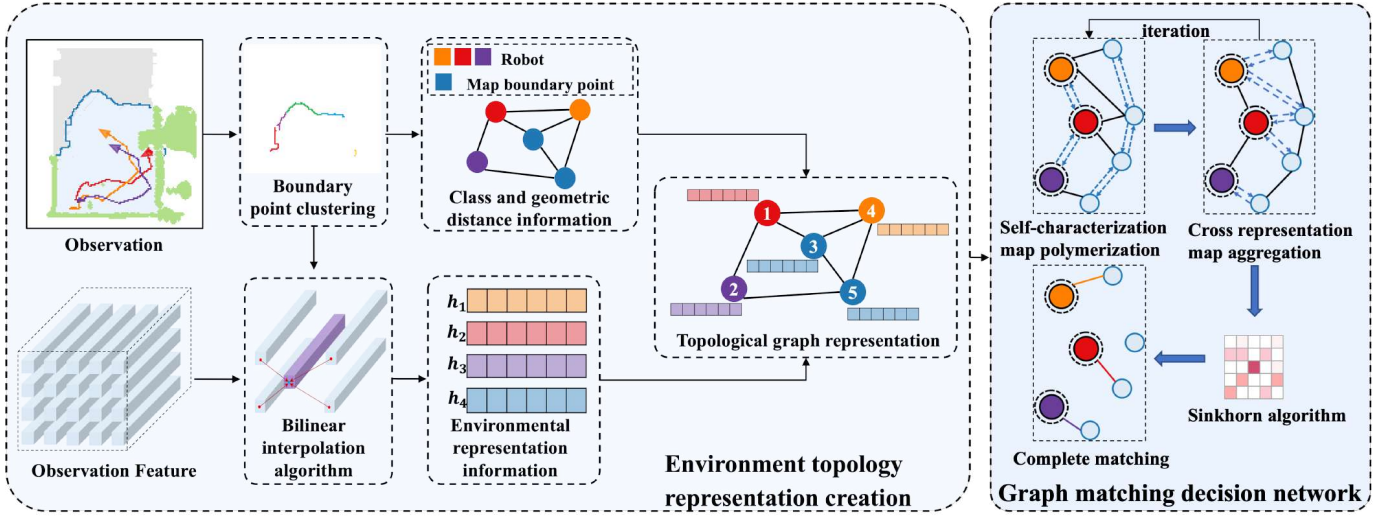 Observation
Boundary
point clustering
Robot
Map boundary point
Class and geometric
distance information
Observation Feature
Bilinear
interpolation
algorithm
h1
h2
h3
h4
Environmental
representation
information
1
4
3
2
5
Topological graph representation
Environment topology
representation creation
iteration
Self-characterization
map polymerization
Cross representation
map aggregation
Sinkhorn algorithm
Complete matching
Graph matching decision network